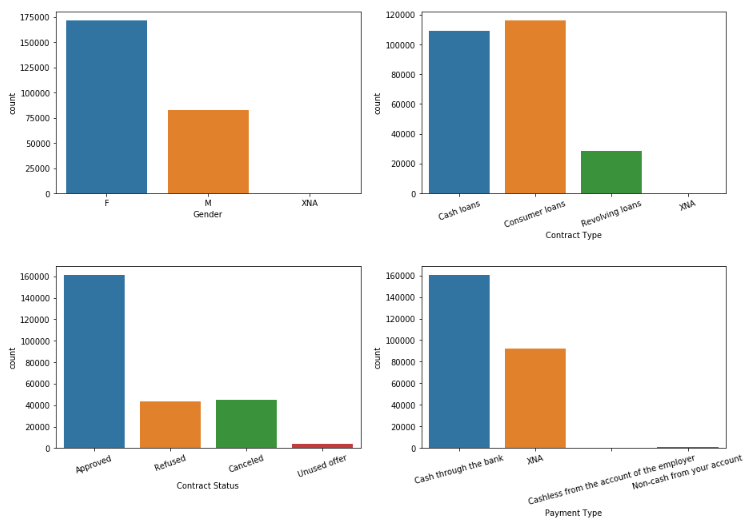 175000
150000
125000
100000
75000
50000
25000
0
count
F M XNA
Gender
120000
100000
80000
60000
40000
20000
0
count
Cash loans Consumer loans Revolving loans XNA
Contract Type
160000
140000
120000
100000
80000
60000
40000
20000
0
count
Approved Refused Canceled Unused offer
Contract Status
160000
140000
120000
100000
80000
60000
40000
20000
0
count
Cash through the bank XNA Cashless from the account of the employer Non-cash from your account
Payment Type